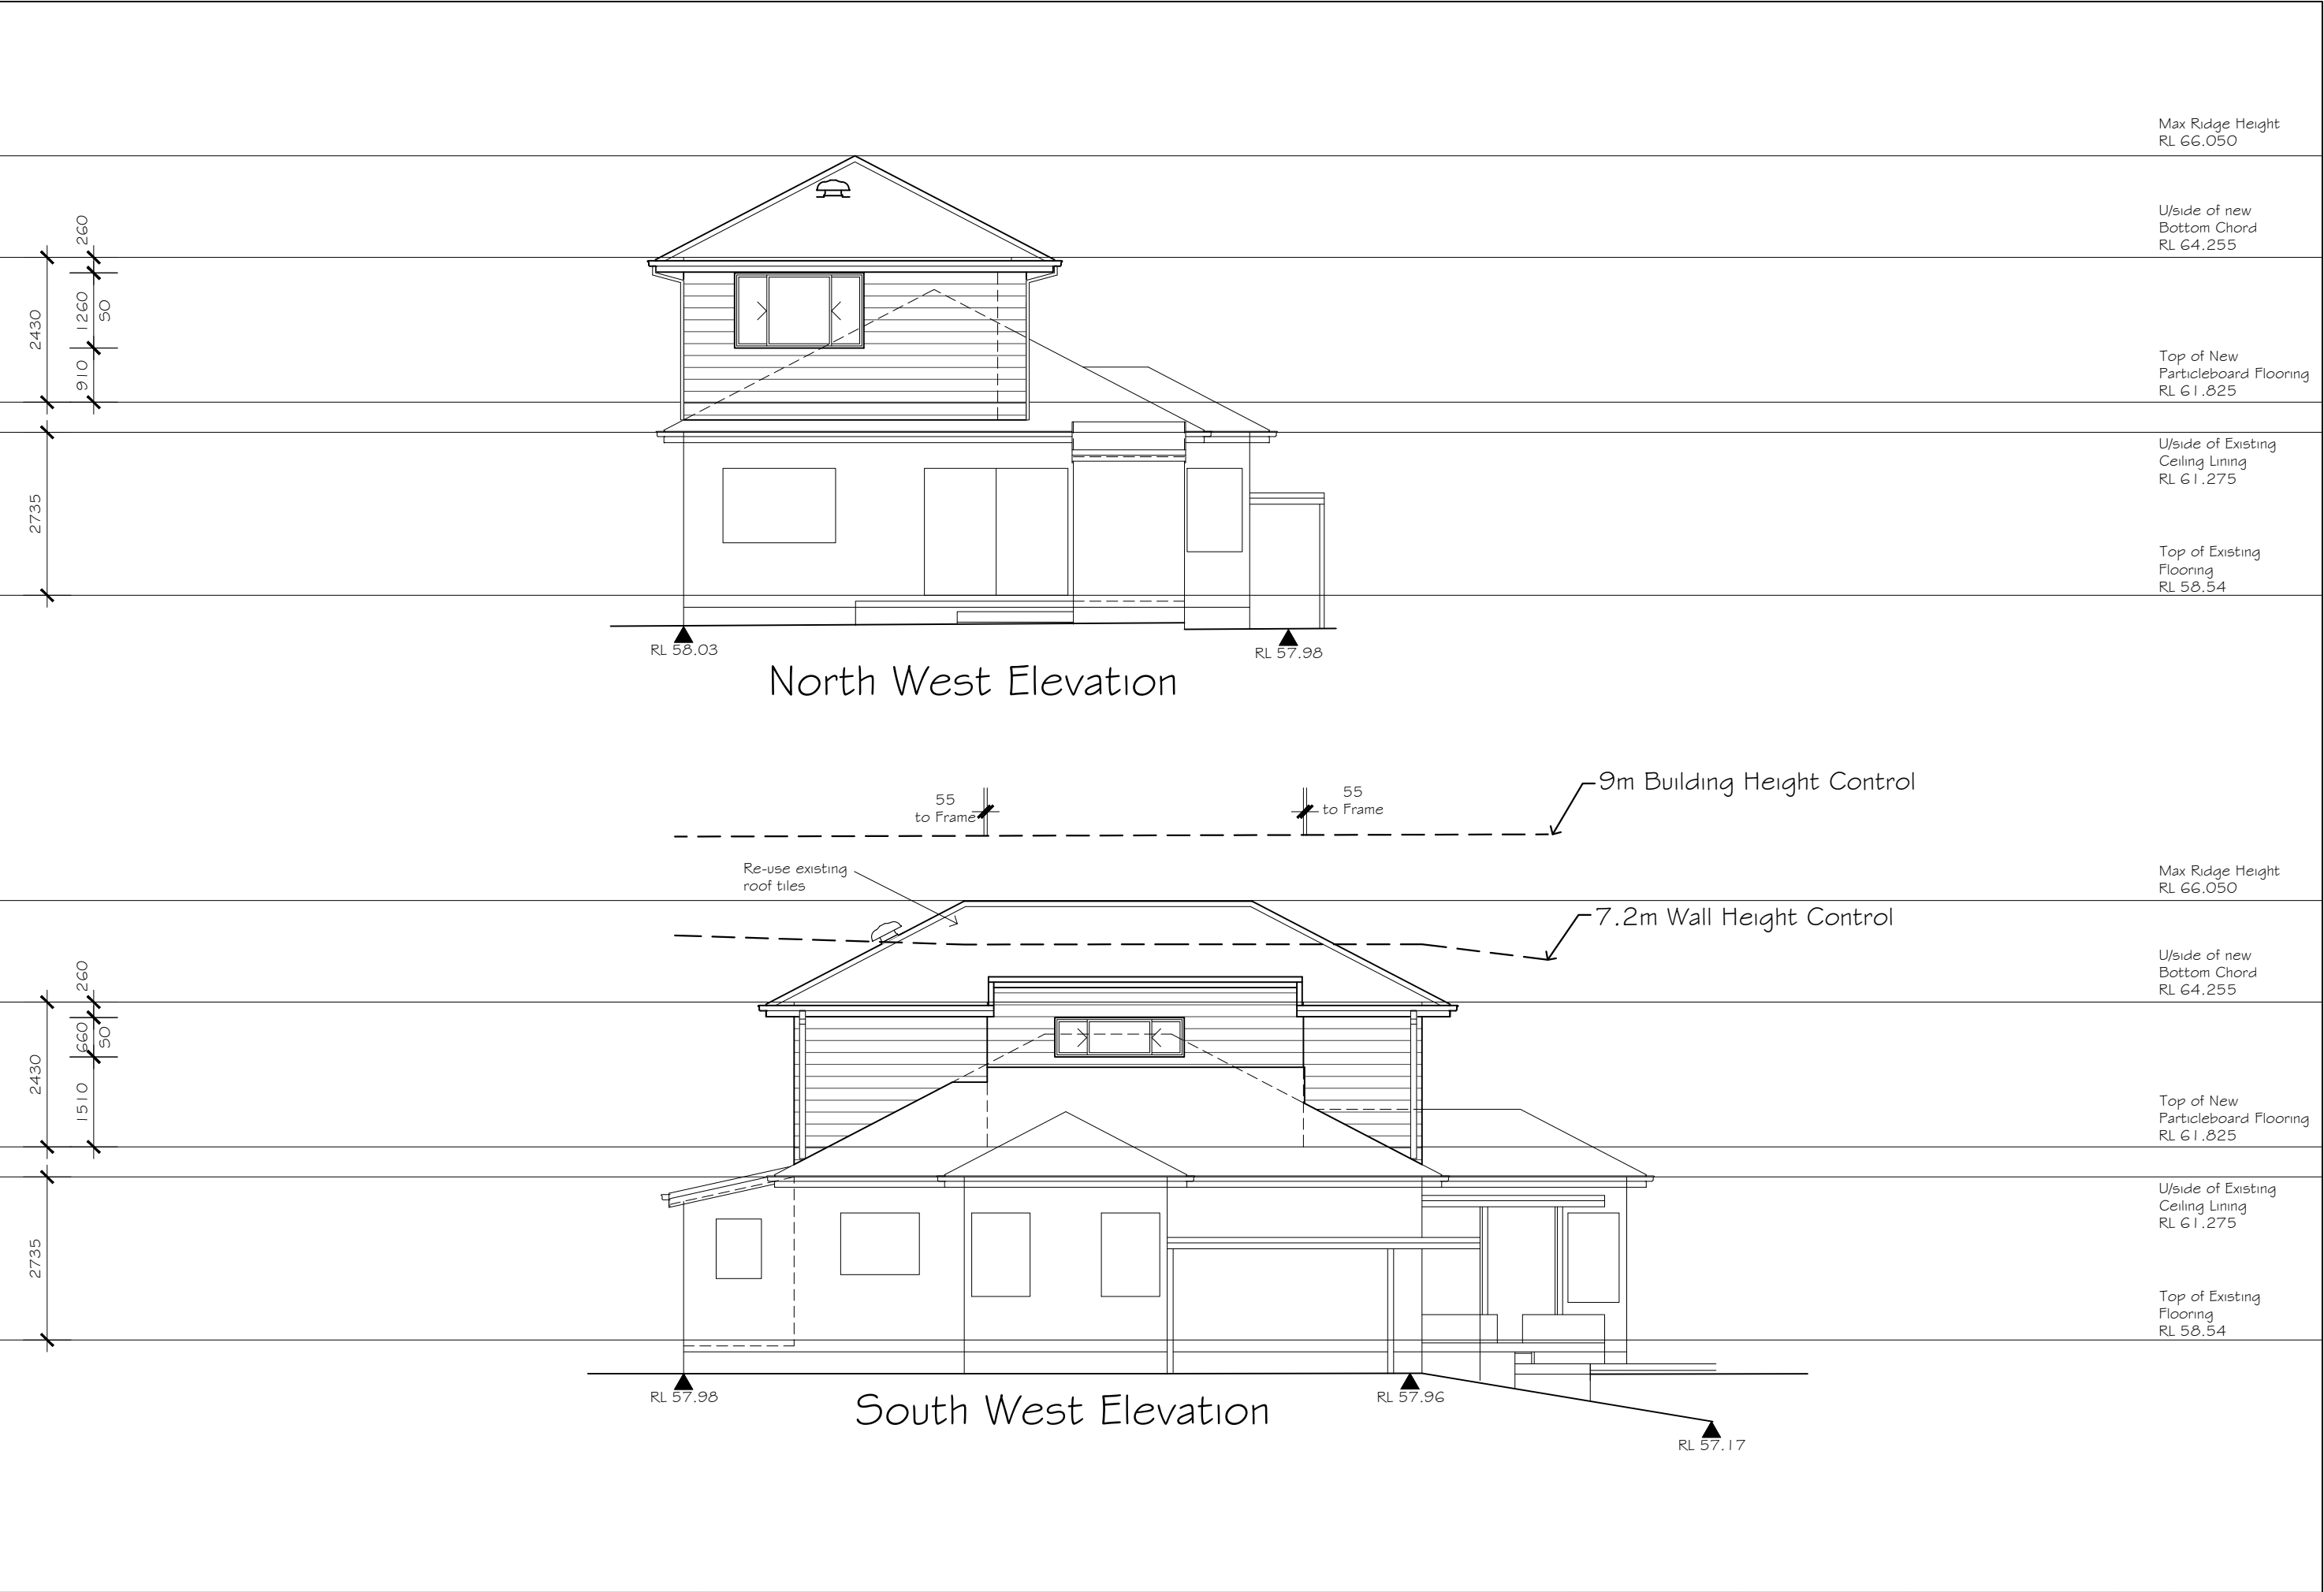 Max Ridge Height
RL 66.050
U/side of new
Bottom Chord
RL 64.255
Top of New
Particleboard Flooring
RL 61.825
U/side of Existing
Ceiling Lining
RL 61.275
Top of Existing
Flooring
RL 58.54
260
1260
50
2430
910
2735
RL 58.03
RL 57.98
North West Elevation
9m Building Height Control
55
to Frame
55
to Frame
Re-use existing
roof tiles
Max Ridge Height
RL 66.050
7.2m Wall Height Control
U/side of new
Bottom Chord
RL 64.255
Top of New
Particleboard Flooring
RL 61.825
U/side of Existing
Ceiling Lining
RL 61.275
Top of Existing
Flooring
RL 58.54
260
660
50
2430
1510
2735
RL 57.98
RL 57.96
South West Elevation
RL 57.17